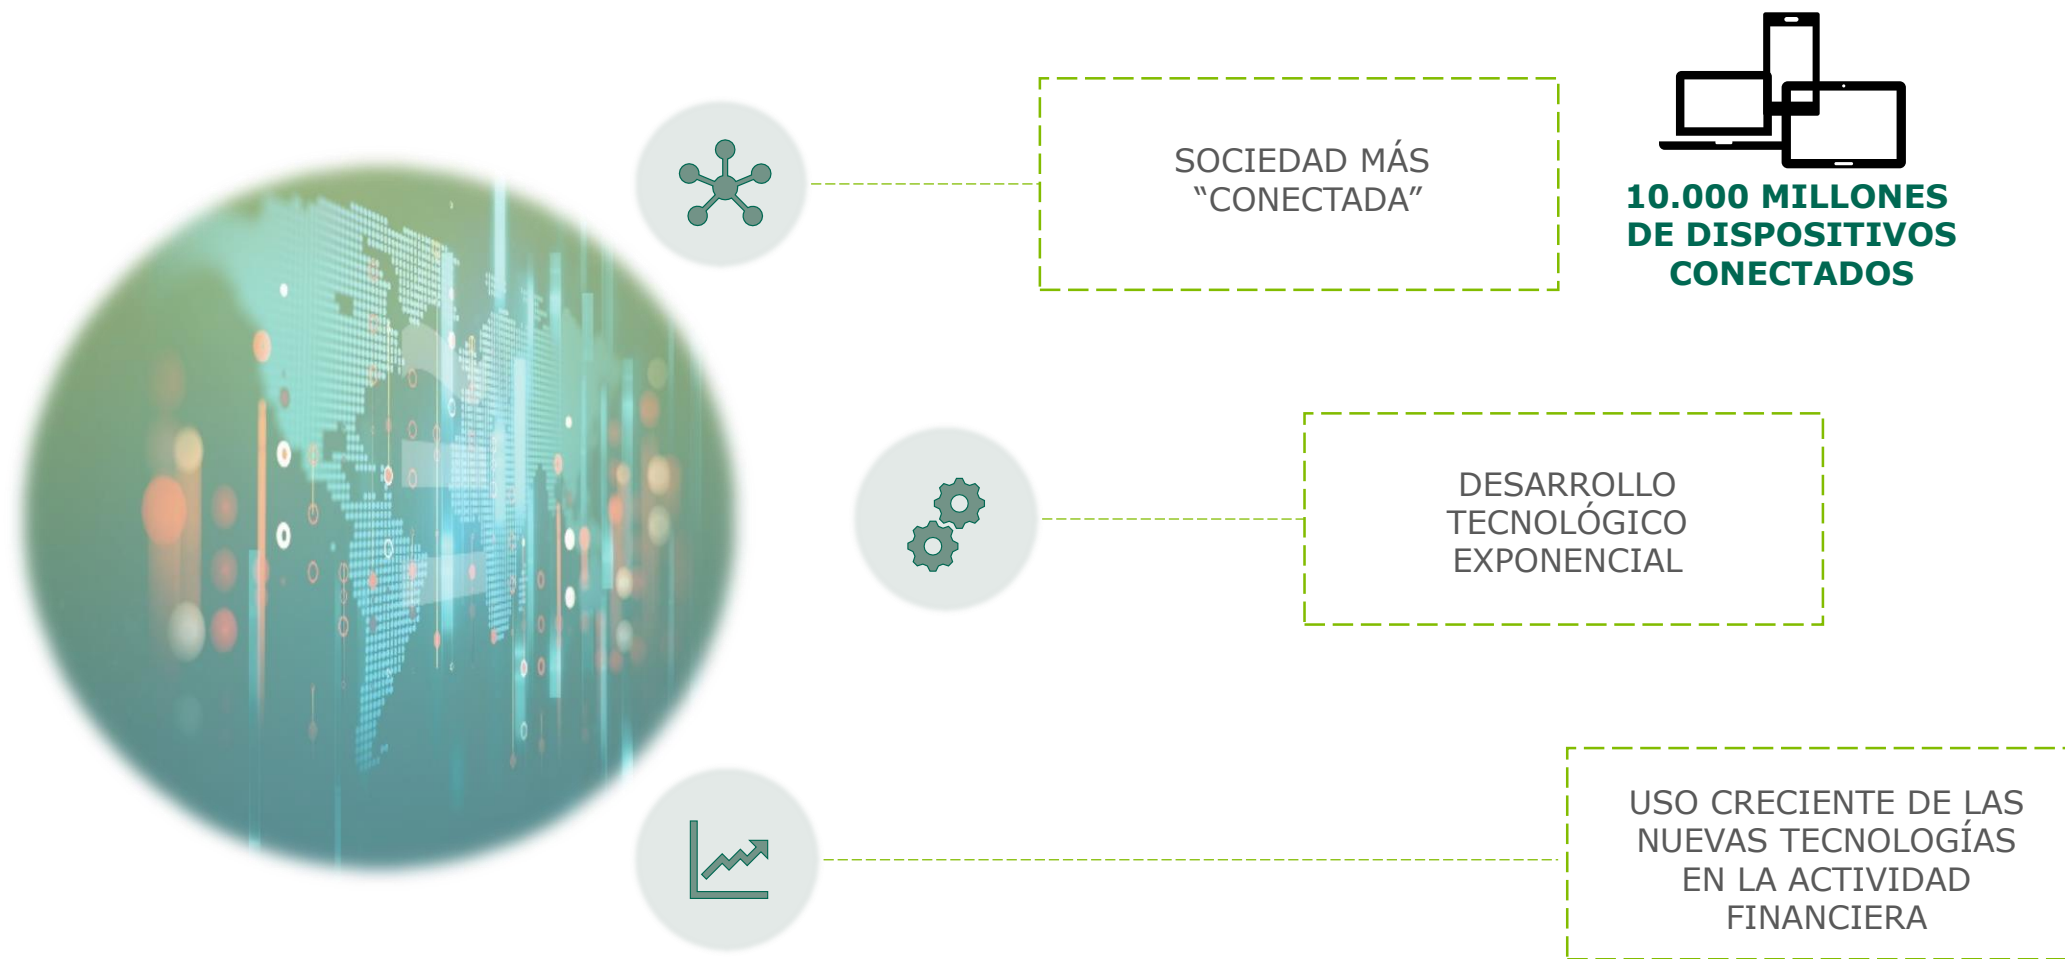 SOCIEDAD MÁS
“CONECTADA”
10.000 MILLONES
DE DISPOSITIVOS
CONECTADOS
DESARROLLO
TECNOLÓGICO
EXPONENCIAL
USO CRECIENTE DE LAS
NUEVAS TECNOLOGÍAS
EN LA ACTIVIDAD
FINANCIERA